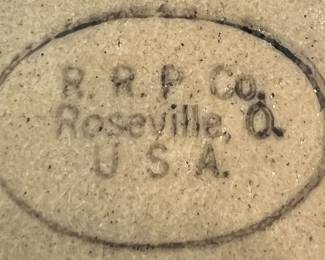 R. R. P. Co.
Roseville, O.
U. S. A.